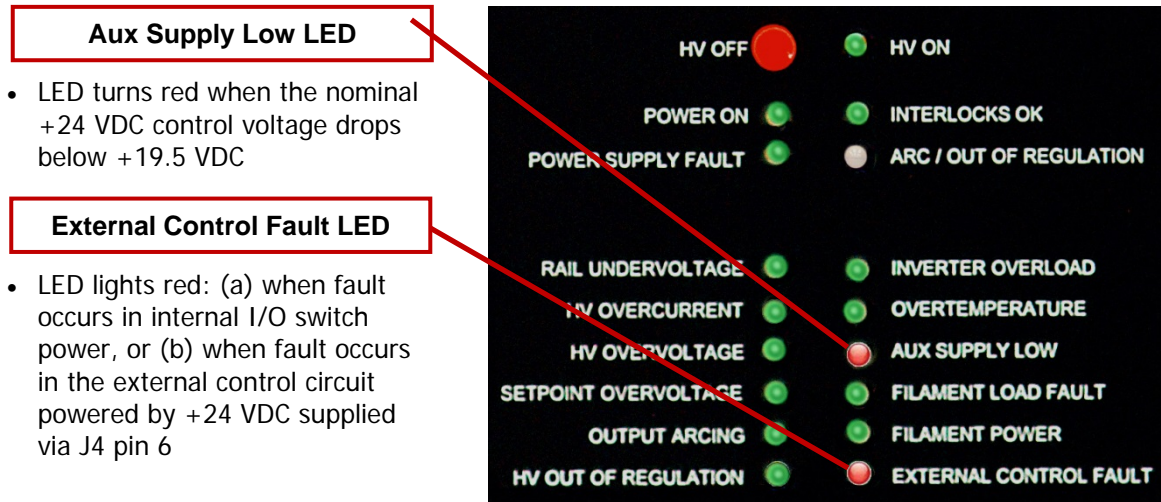 Aux Supply Low LED
• LED turns red when the nominal
+24 VDC control voltage drops
below +19.5 VDC
External Control Fault LED
• LED lights red: (a) when fault
occurs in internal I/O switch
power, or (b) when fault occurs
in the external control circuit
powered by +24 VDC supplied
via J4 pin 6
HV OFF
HV ON
POWER ON
INTERLOCKS OK
POWER SUPPLY FAULT
ARC / OUT OF REGULATION
RAIL UNDERVOLTAGE
INVERTER OVERLOAD
HV OVERCURRENT
OVERTEMPERATURE
HV OVERVOLTAGE
AUX SUPPLY LOW
SETPOINT OVERVOLTAGE
FILAMENT LOAD FAULT
OUTPUT ARCING
FILAMENT POWER
HV OUT OF REGULATION
EXTERNAL CONTROL FAULT